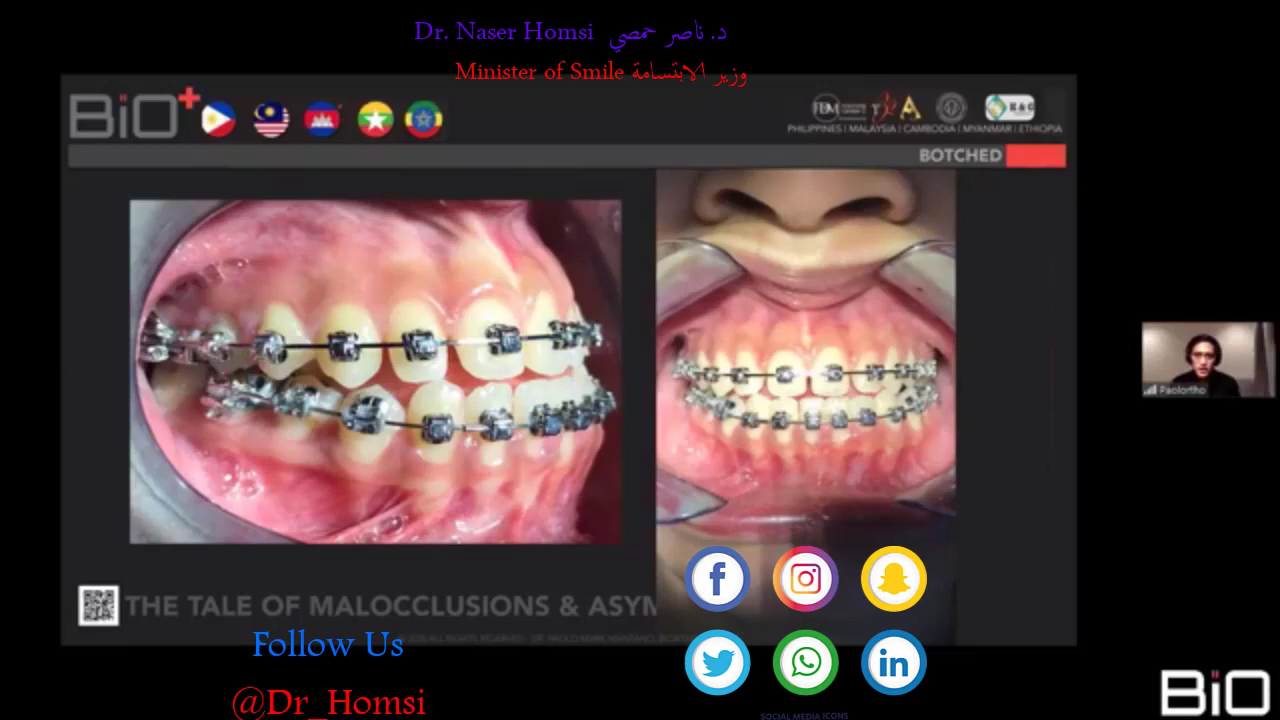 Dr. Naser Homsi د. ناصر حمصي
Minister of Smile وزير الابتسامة
BiO+
PHILIPPINES | MALAYSIA | CAMBODIA | MYANMAR | ETHIOPIA
BOTCHED
Paolortho
THE TALE OF MALOCCLUSIONS & ASYM
Follow Us
@Dr_Homsi
SOCIAL MEDIA ICONS
BiO